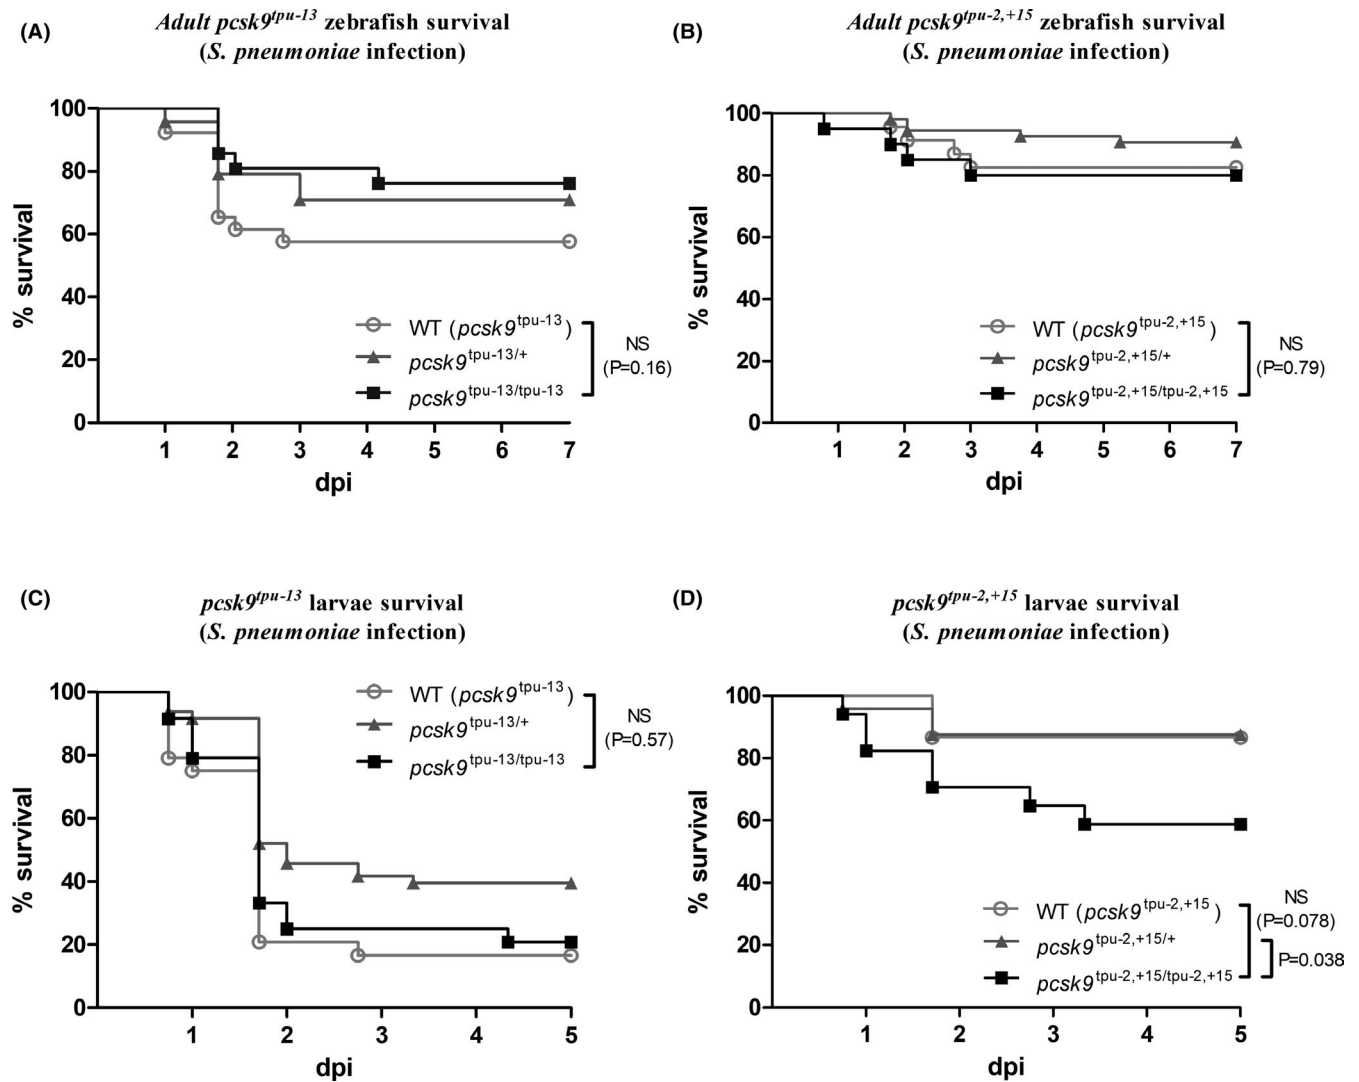 (A)
Adult pcsk9tpu-13 zebrafish survival
(S. pneumoniae infection)
100
80
60
40
20
0
% survival
1 2 3 4 5 6 7
dpi
WT (pcsk9tpu-13)
pcsk9tpu-13/+
pcsk9tpu-13/tpu-13
NS
(P=0.16)
(B)
Adult pcsk9tpu-2,+15 zebrafish survival
(S. pneumoniae infection)
100
80
60
40
20
0
% survival
1 2 3 4 5 6 7
dpi
WT (pcsk9tpu-2,+15)
pcsk9tpu-2,+15/+
pcsk9tpu-2,+15/tpu-2,+15
NS
(P=0.79)
(C)
pcsk9tpu-13 larvae survival
(S. pneumoniae infection)
100
80
60
40
20
0
% survival
1 2 3 4 5
dpi
WT (pcsk9tpu-13)
pcsk9tpu-13/+
pcsk9tpu-13/tpu-13
NS
(P=0.57)
(D)
pcsk9tpu-2,+15 larvae survival
(S. pneumoniae infection)
100
80
60
40
20
0
% survival
1 2 3 4 5
dpi
WT (pcsk9tpu-2,+15)
pcsk9tpu-2,+15/+
pcsk9tpu-2,+15/tpu-2,+15
NS
(P=0.078)
P=0.038